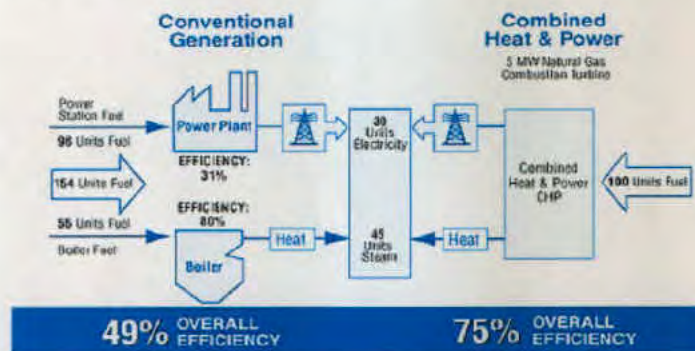 Conventional
Generation
Combined
Heat & Power
5 MW Natural Gas
Combustion Turbine
Power
Station Fuel
98 Units Fuel
Power Plant
EFFICIENCY:
31%
154 Units Fuel
EFFICIENCY:
80%
55 Units Fuel
Boiler Fuel
Boiler
Heat
30
Units
Electricity
45
Units
Steam
Heat
Combined
Heat & Power
CHP
100 Units Fuel
49% OVERALL
EFFICIENCY
75% OVERALL
EFFICIENCY